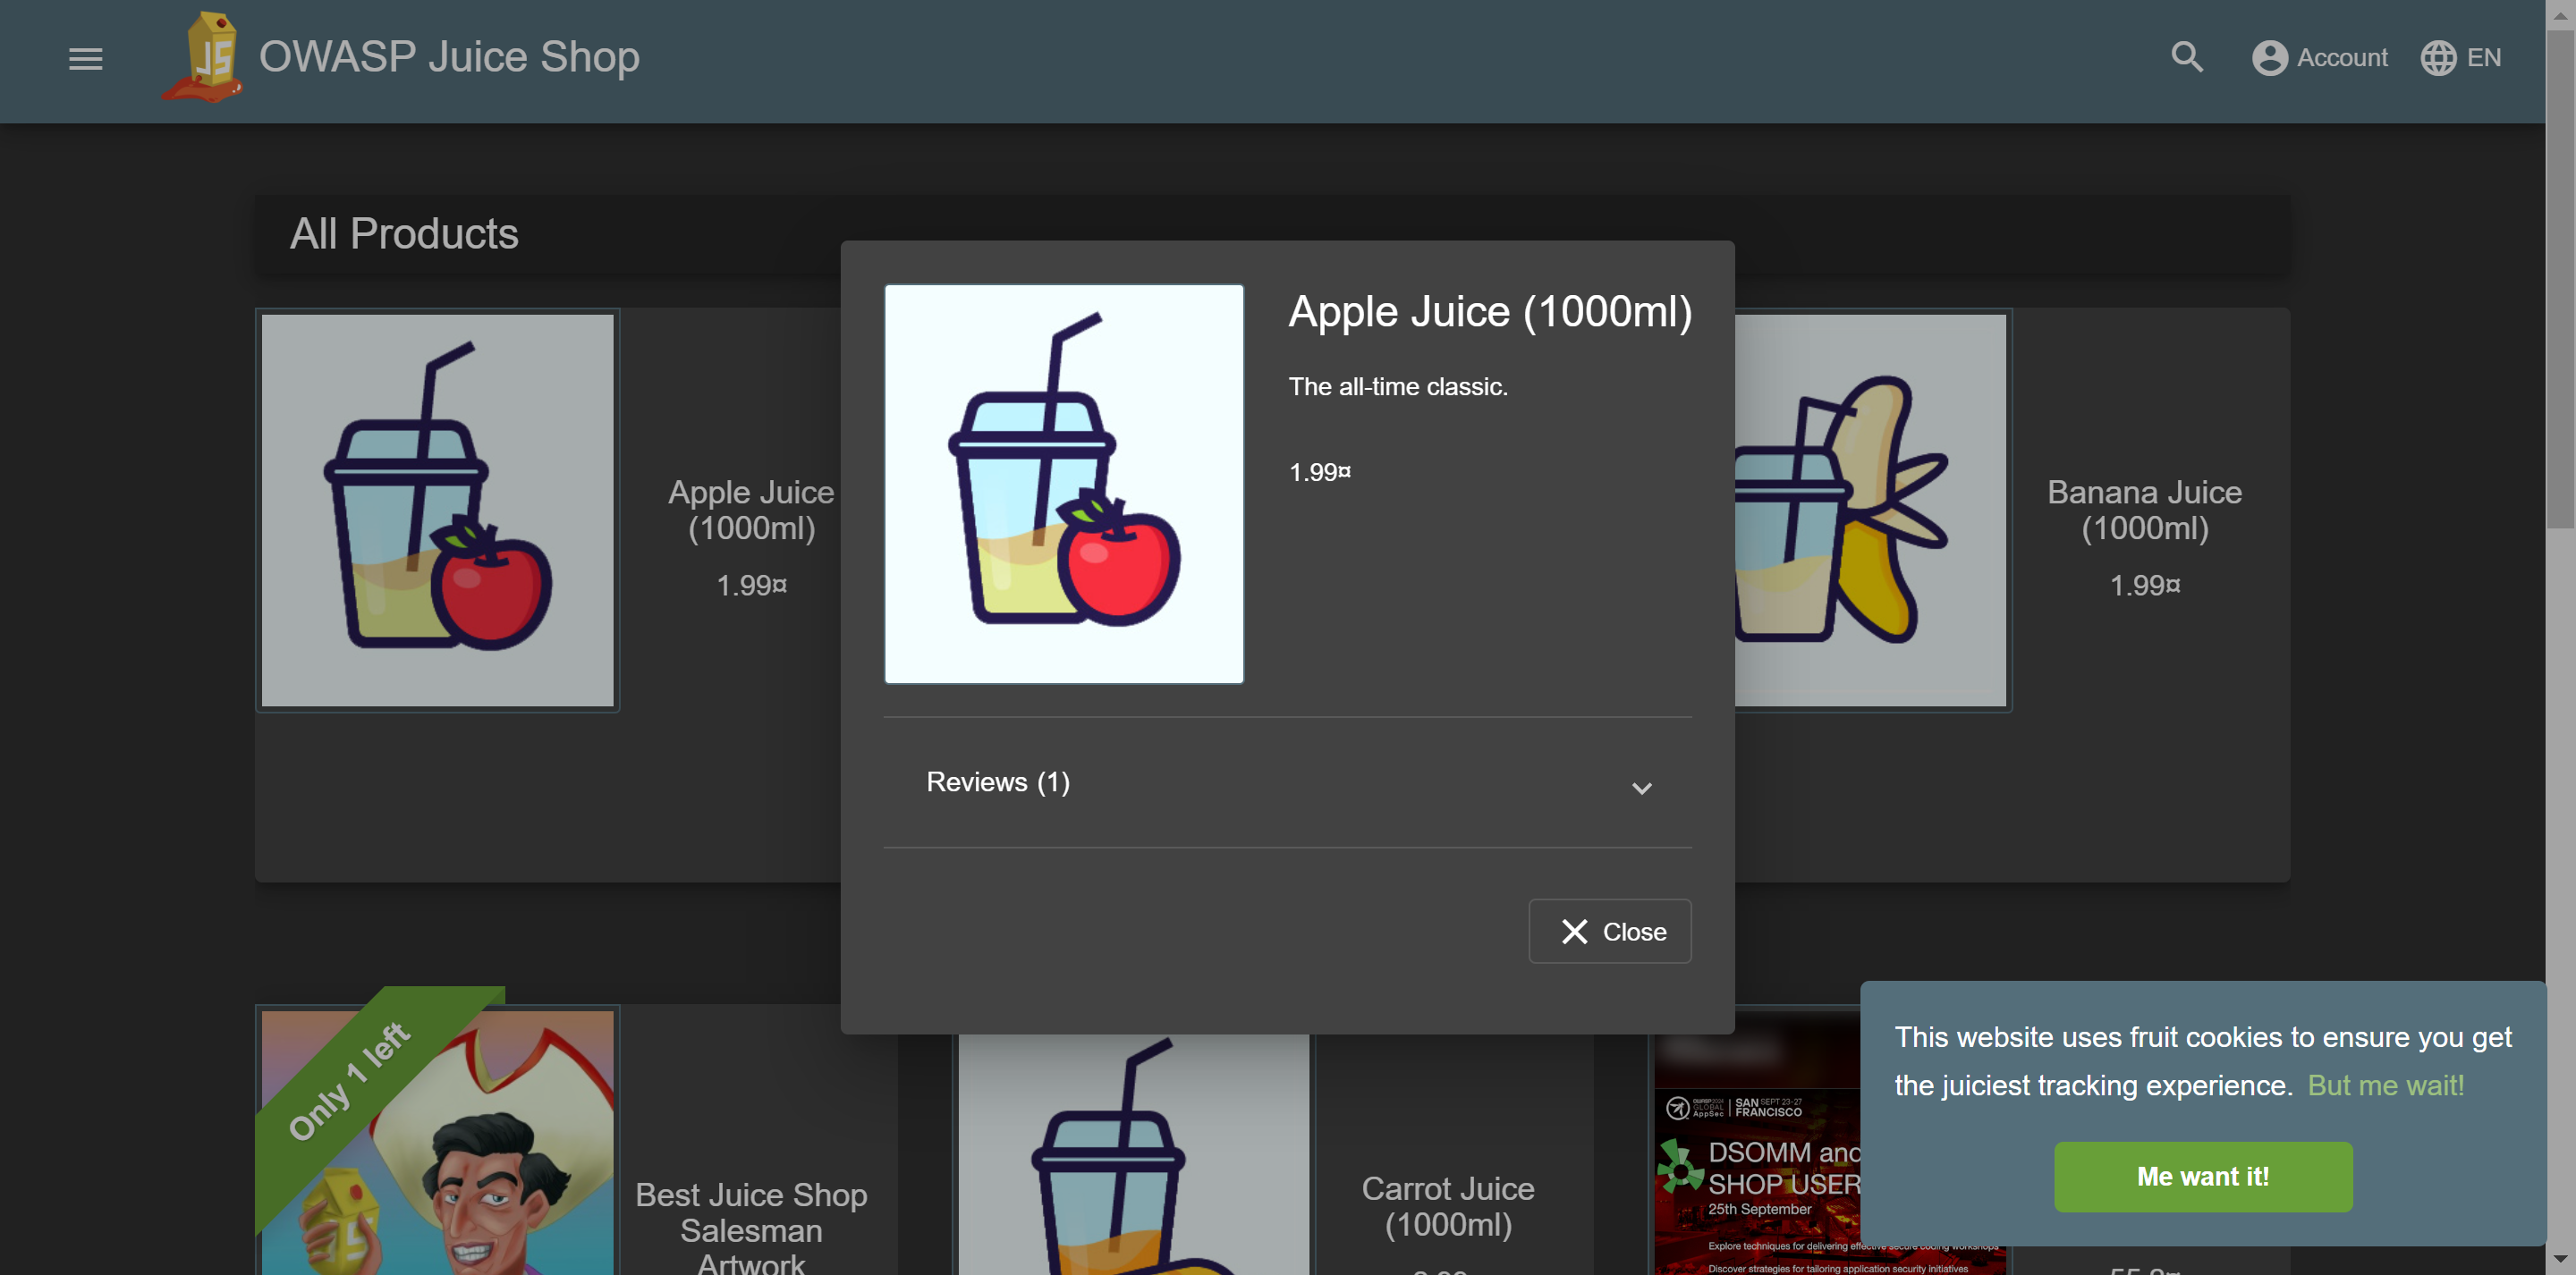 OWASP Juice Shop
Account
EN
All Products
Apple Juice
(1000ml)
1.99¤
Apple Juice (1000ml)
The all-time classic.
1.99¤
Reviews (1)
Close
Banana Juice
(1000ml)
1.99¤
Only 1 left
Best Juice Shop
Salesman
Artwork
Carrot Juice
(1000ml)
GLOBAL
AppSec
SAN SEPT 23-27
FRANCISCO
DSOMM and
SHOP USER
25th September
Explore techniques for delivering effective secure coding workshops
Discover strategies for tailoring application security initiatives
This website uses fruit cookies to ensure you get
the juiciest tracking experience. But me wait!
Me want it!